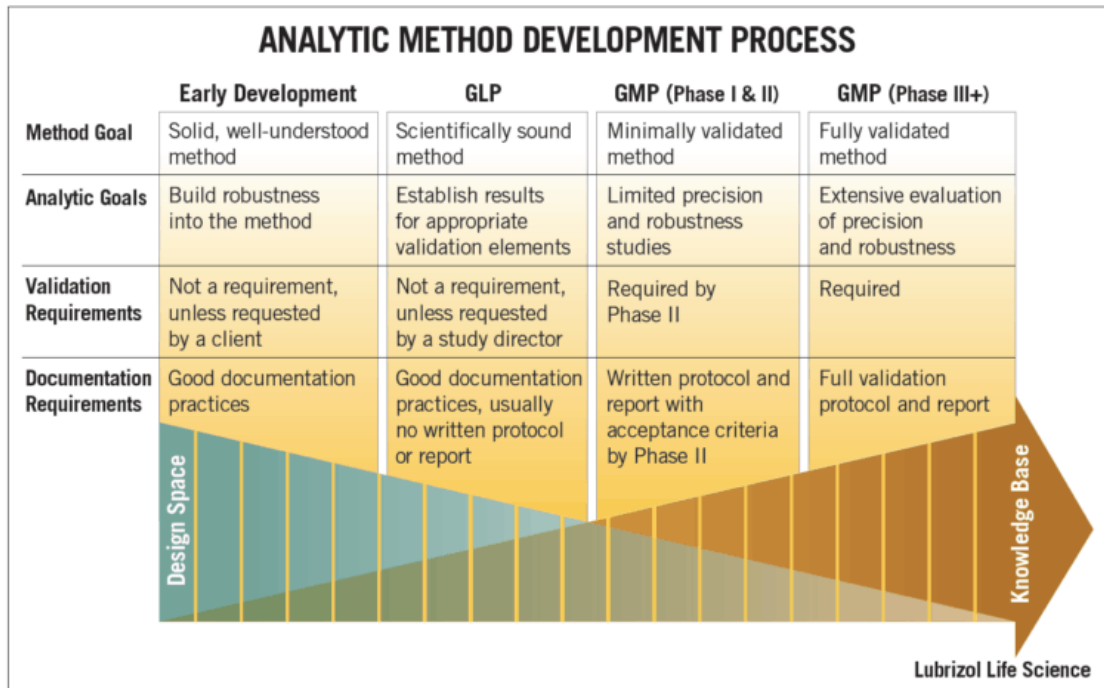 ANALYTIC METHOD DEVELOPMENT PROCESS
Early Development
GLP
GMP (Phase I & II)
GMP (Phase III+)
Method Goal
Solid, well-understood
method
Scientifically sound
method
Minimally validated
method
Fully validated
method
Analytic Goals
Build robustness
into the method
Establish results
for appropriate
validation elements
Limited precision
and robustness
studies
Extensive evaluation
of precision
and robustness
Validation
Requirements
Not a requirement,
unless requested
by a client
Not a requirement,
unless requested
by a study director
Required by
Phase II
Required
Documentation
Requirements
Good documentation
practices
Good documentation
practices, usually
no written protocol
or report
Written protocol and
report with
acceptance criteria
by Phase II
Full validation
protocol and report
Design Space
Knowledge Base
Lubrizol Life Science